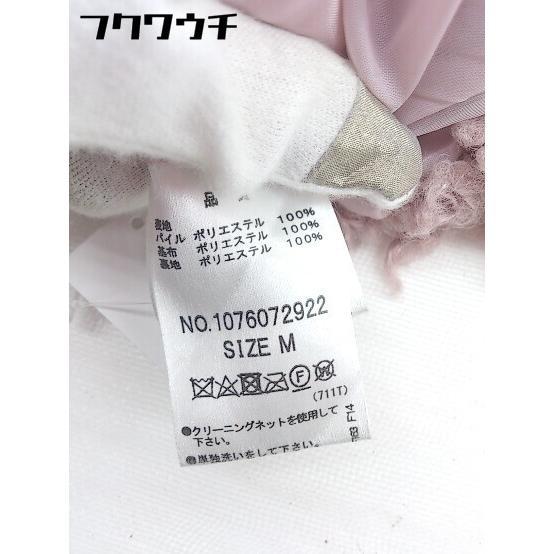 フクワウチ
表地
パイル ポリエステル 100%
基布 ポリエステル 100%
裏地 ポリエステル 100%
NO.1076072922
SIZE M
(711T)
●クリーニングネットを使用して
下さい。
●単独洗いをして下さい。